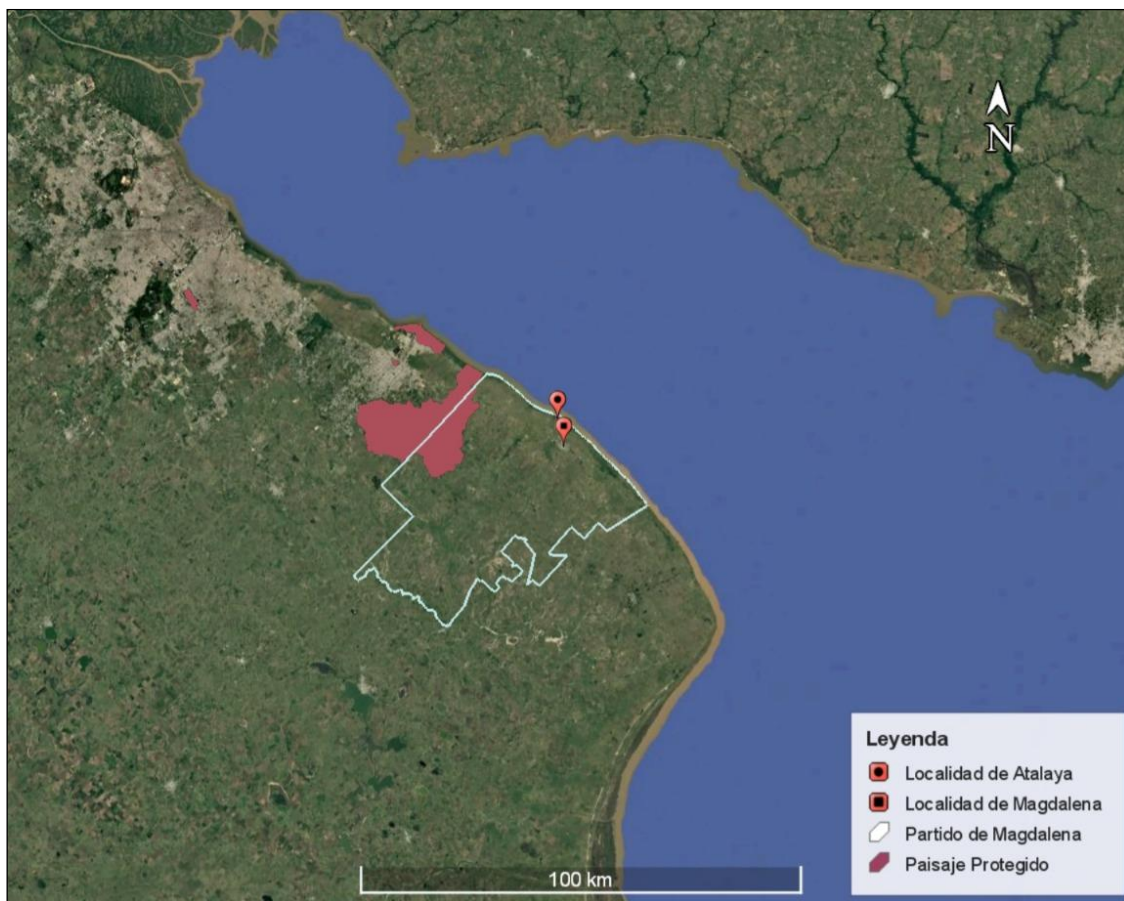 N
Leyenda
Localidad de Atalaya
Localidad de Magdalena
Partido de Magdalena
Paisaje Protegido
100 km